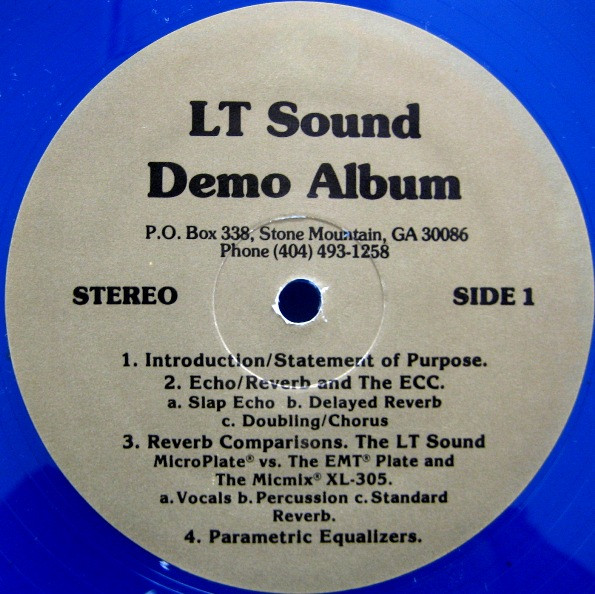 LT Sound
Demo Album
P.O. Box 338, Stone Mountain, GA 30086
Phone (404) 493-1258
STEREO SIDE 1
1. Introduction/Statement of Purpose.
2. Echo/Reverb and The ECC.
a. Slap Echo b. Delayed Reverb
c. Doubling/Chorus
3. Reverb Comparisons. The LT Sound
MicroPlate® vs. The EMT® Plate and
The Micmix® XL-305.
a. Vocals b. Percussion c. Standard
Reverb.
4. Parametric Equalizers.